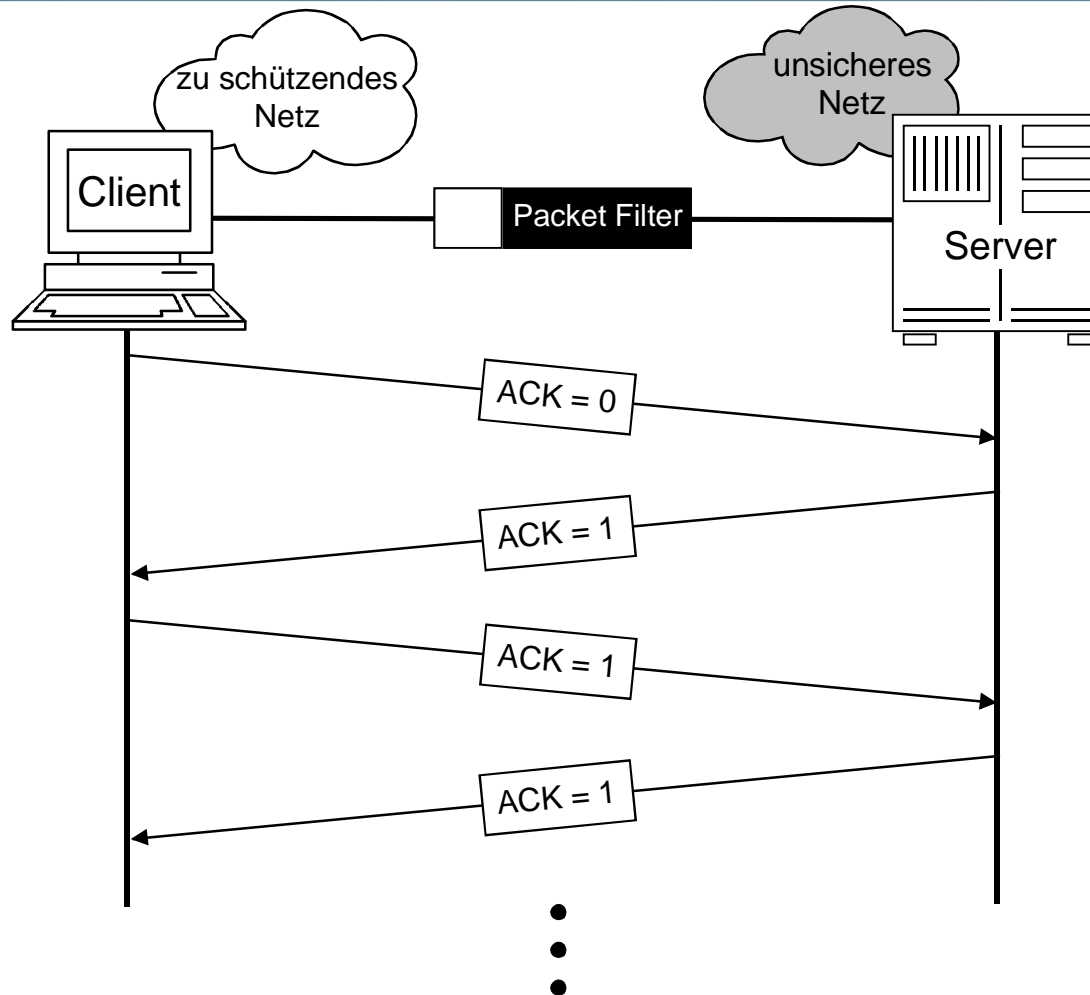 zu schützendes
Netz
unsicheres
Netz
Client
Packet Filter
Server
ACK = 0
ACK = 1
ACK = 1
ACK = 1